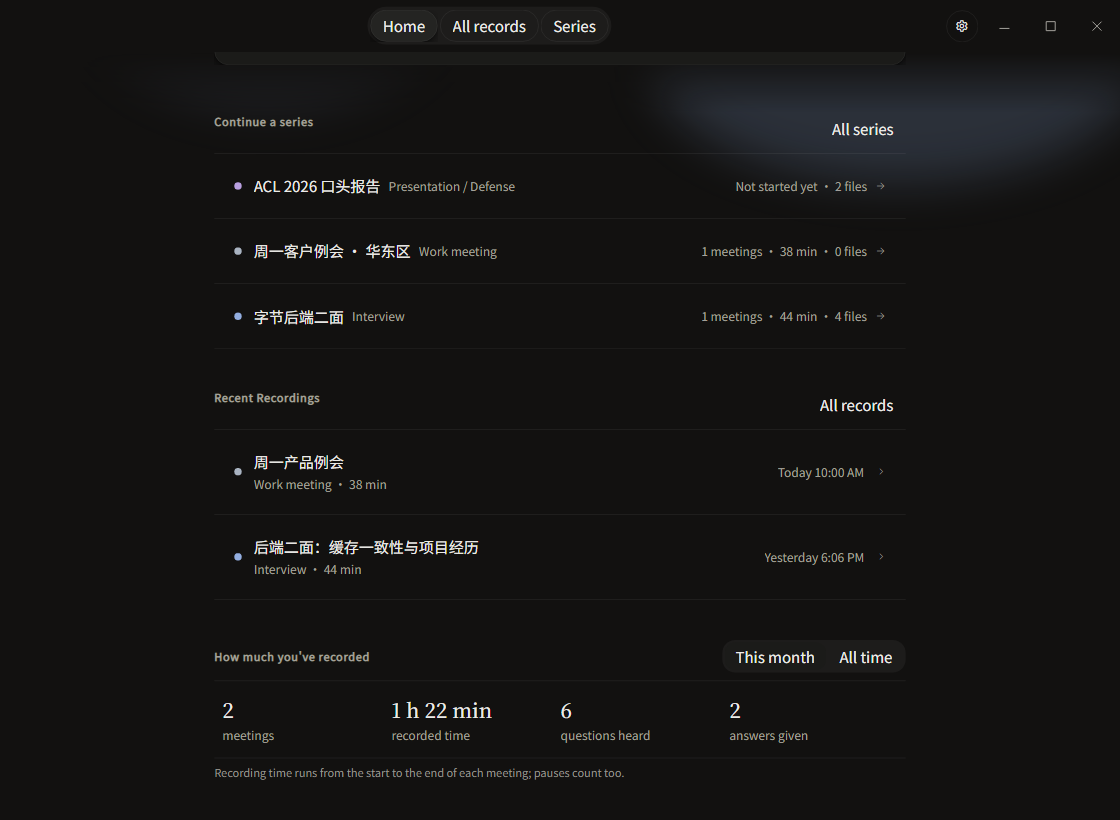 Home All records Series
Continue a series
All series
ACL 2026 口头报告 Presentation / Defense Not started yet • 2 files →
周一客户例会 · 华东区 Work meeting 1 meetings • 38 min • 0 files →
字节后端二面 Interview 1 meetings • 44 min • 4 files →
Recent Recordings
All records
周一产品例会
Work meeting • 38 min
Today 10:00 AM
后端二面：缓存一致性与项目经历
Interview • 44 min
Yesterday 6:06 PM
How much you've recorded
This month All time
2 1 h 22 min 6 2
meetings recorded time questions heard answers given
Recording time runs from the start to the end of each meeting; pauses count too.